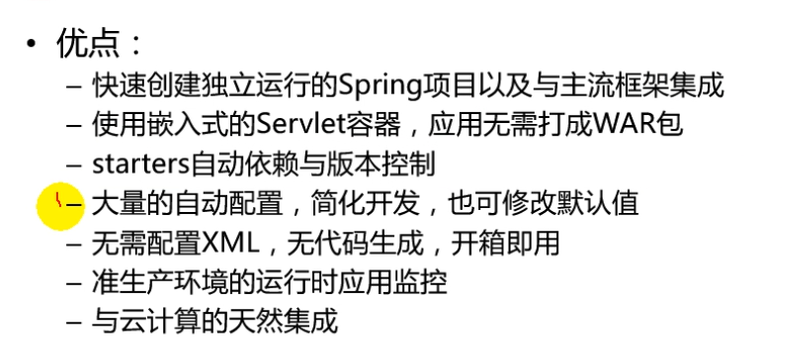 • 优点：
– 快速创建独立运行的Spring项目以及与主流框架集成
– 使用嵌入式的Servlet容器，应用无需打成WAR包
– starters自动依赖与版本控制
– 大量的自动配置，简化开发，也可修改默认值
– 无需配置XML，无代码生成，开箱即用
– 准生产环境的运行时应用监控
– 与云计算的天然集成